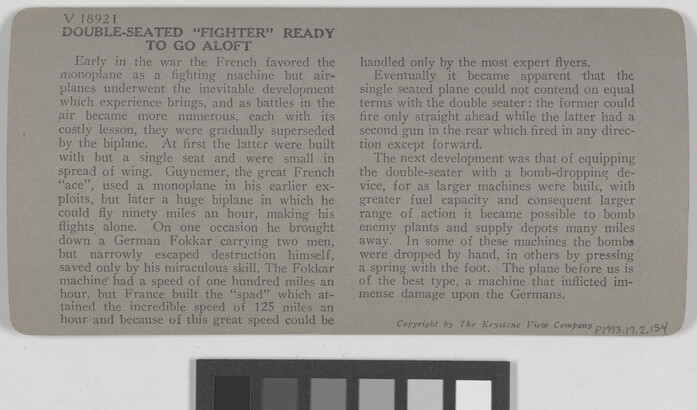 V 18921
DOUBLE-SEATED "FIGHTER" READY
TO GO ALOFT
Early in the war the French favored the
monoplane as a fighting machine but air-
planes underwent the inevitable development
which experience brings, and as battles in the
air became more numerous, each with its
costly lesson, they were gradually superseded
by the biplane. At first the latter were built
with but a single seat and were small in
spread of wing. Guynemer, the great French
"ace", used a monoplane in his earlier ex-
ploits, but later a huge biplane in which he
could fly ninety miles an hour, making his
flights alone. On one occasion he brought
down a German Fokkar carrying two men,
but narrowly escaped destruction himself,
saved only by his miraculous skill. The Fokkar
machine had a speed of one hundred miles an
hour, but France built the "spad" which at-
tained the incredible speed of 125 miles an
hour and because of this great speed could be
handled only by the most expert flyers.
Eventually it became apparent that the
single seated plane could not contend on equal
terms with the double seater: the former could
fire only straight ahead while the latter had a
second gun in the rear which fired in any direc-
tion except forward.
The next development was that of equipping
the double-seater with a bomb-dropping de-
vice, for as larger machines were built, with
greater fuel capacity and consequent larger
range of action it became possible to bomb
enemy plants and supply depots many miles
away. In some of these machines the bombs
were dropped by hand, in others by pressing
a spring with the foot. The plane before us is
of the best type, a machine that inflicted im-
mense damage upon the Germans.
Copyright by The Keystone View Company
P1993.19.2.154